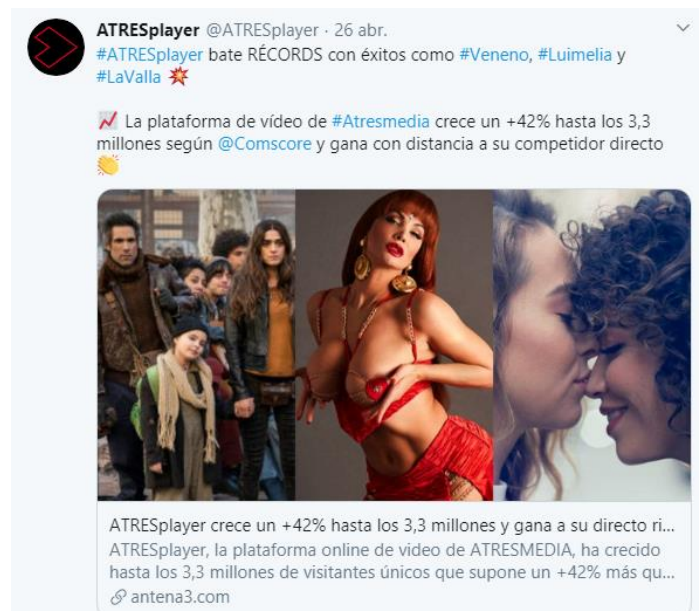 ATRESplayer @ATRESplayer · 26 abr.
#ATRESplayer bate RÉCORDS con éxitos como #Veneno, #Luimelia y
#LaValla 💥
📈 La plataforma de vídeo de #Atresmedia crece un +42% hasta los 3,3
millones según @Comscore y gana con distancia a su competidor directo
👏
ATRESplayer crece un +42% hasta los 3,3 millones y gana a su directo ri...
ATRESplayer, la plataforma online de video de ATRESMEDIA, ha crecido
hasta los 3,3 millones de visitantes únicos que supone un +42% más qu...
antena3.com